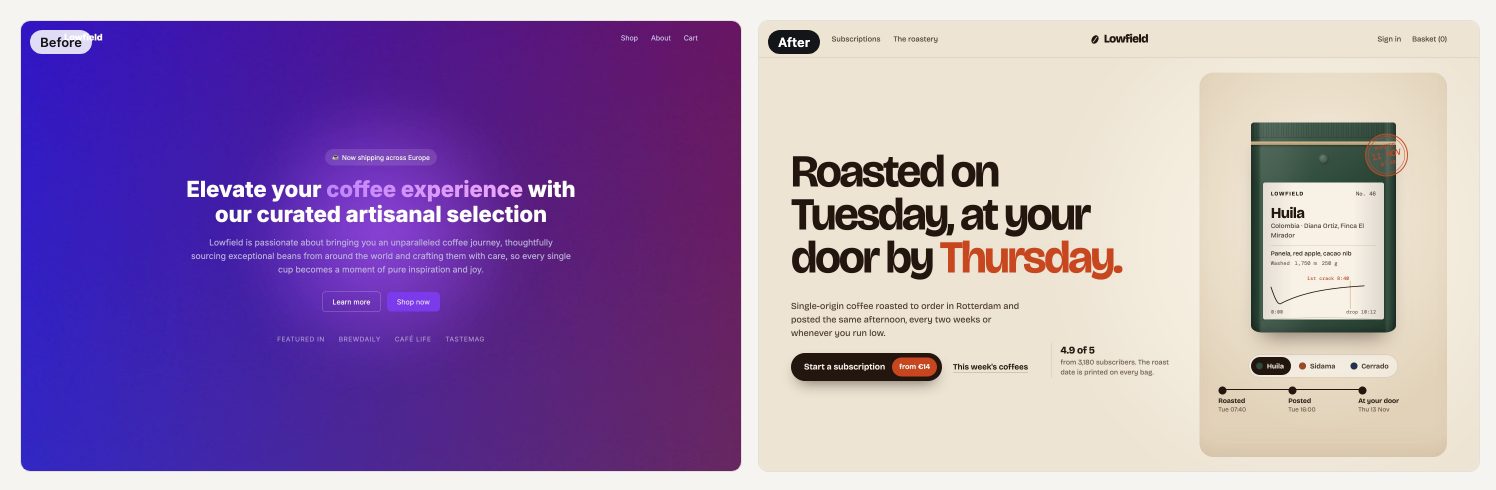 Before
Lowfield
Shop About Cart
Now shipping across Europe
Elevate your coffee experience with
our curated artisanal selection
Lowfield is passionate about bringing you an unparalleled coffee journey, thoughtfully
sourcing exceptional beans from around the world and crafting them with care, so every single
cup becomes a moment of pure inspiration and joy.
Learn more Shop now
FEATURED IN BREWDAILY CAFÉ LIFE TASTEMAG
After
Subscriptions The roastery
Lowfield
Sign in Basket (0)
Roasted on
Tuesday, at your
door by Thursday.
Single-origin coffee roasted to order in Rotterdam and
posted the same afternoon, every two weeks or
whenever you run low.
Start a subscription from €14
This week's coffees
4.9 of 5
from 3,180 subscribers. The roast
date is printed on every bag.
LOWFIELD No. 46
Huila
Colombia · Diana Ortiz, Finca El
Mirador
Panela, red apple, cacao nib
Washed 1,750 m 250 g
1st crack 8:40
0:00 drop 10:12
Huila Sidama Cerrado
Roasted Posted At your door
Tue 07:40 Tue 16:00 Thu 13 Nov